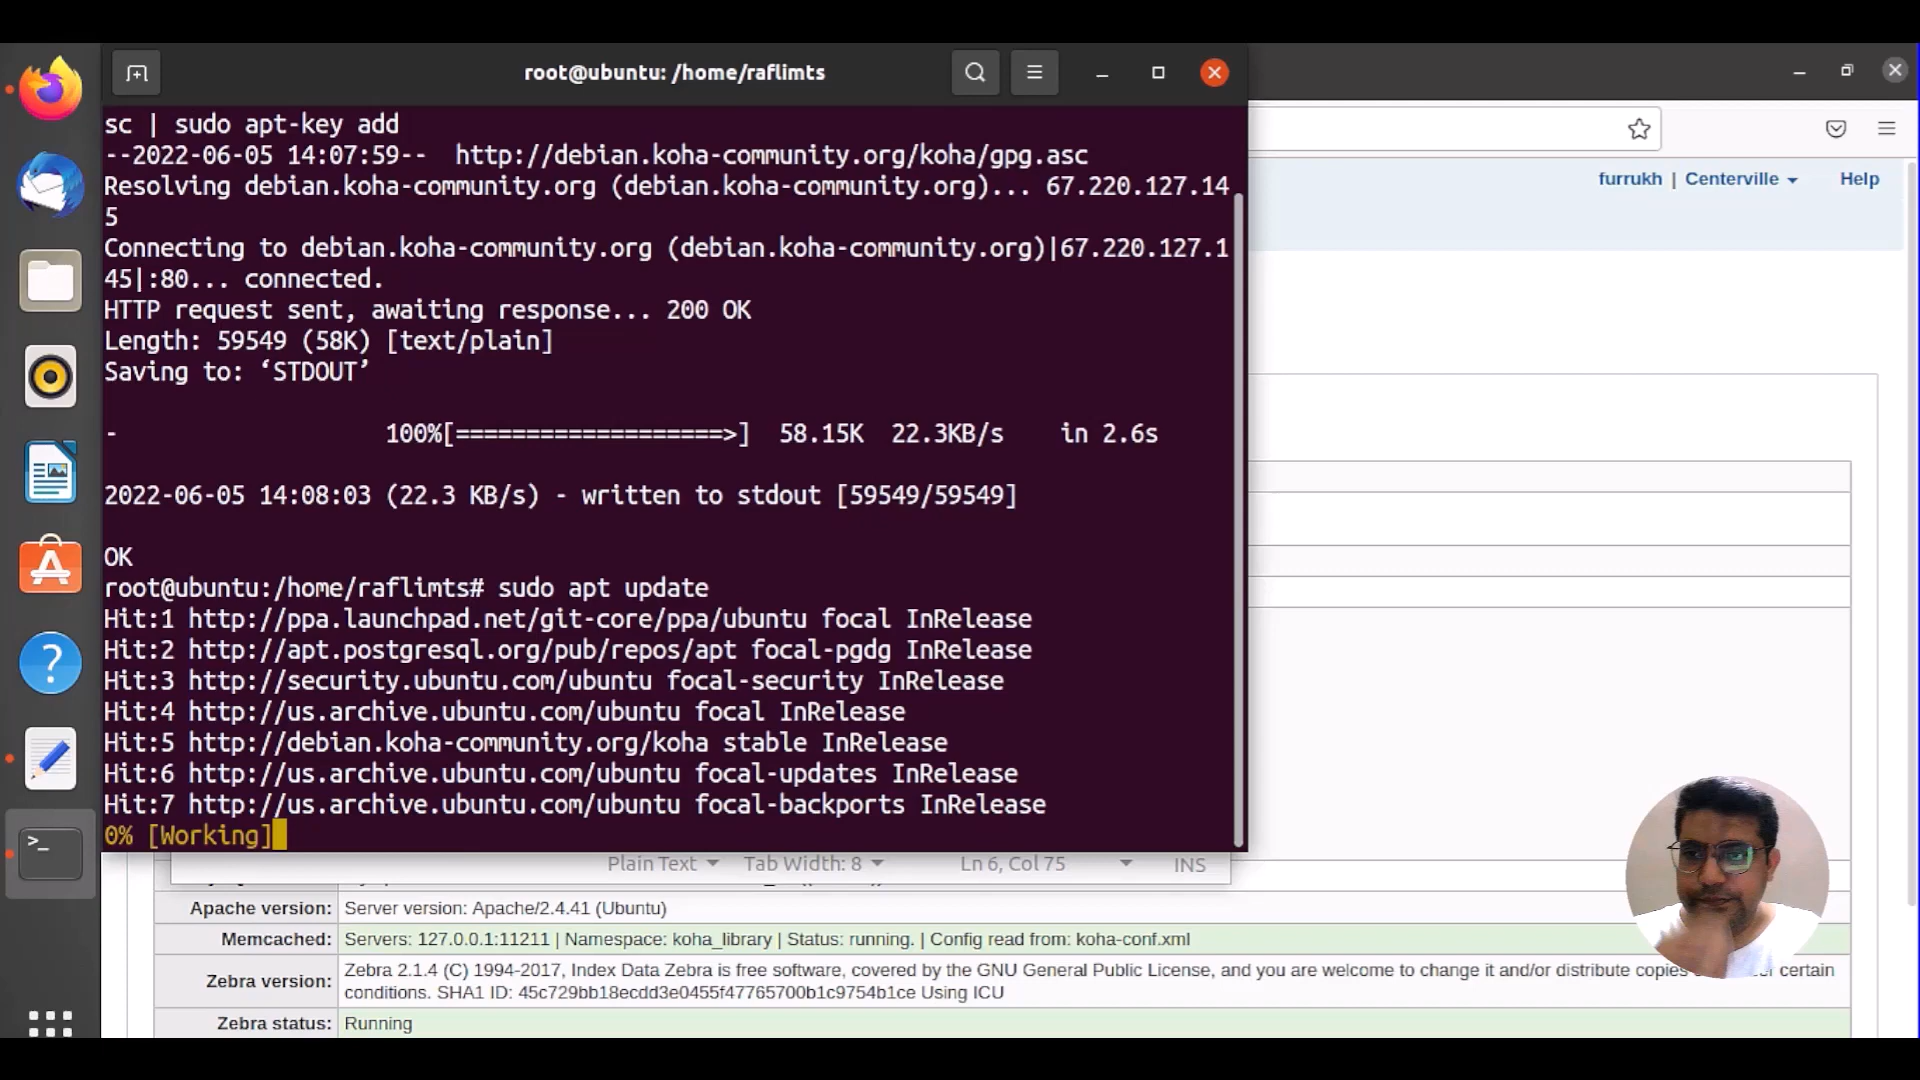 root@ubuntu: /home/raflimts
sc | sudo apt-key add
--2022-06-05 14:07:59--  http://debian.koha-community.org/koha/gpg.asc
Resolving debian.koha-community.org (debian.koha-community.org)... 67.220.127.14
5
Connecting to debian.koha-community.org (debian.koha-community.org)|67.220.127.1
45|:80... connected.
HTTP request sent, awaiting response... 200 OK
Length: 59549 (58K) [text/plain]
Saving to: ‘STDOUT’
-                   100%[===================>]  58.15K  22.3KB/s    in 2.6s
2022-06-05 14:08:03 (22.3 KB/s) - written to stdout [59549/59549]
OK
root@ubuntu:/home/raflimts# sudo apt update
Hit:1 http://ppa.launchpad.net/git-core/ppa/ubuntu focal InRelease
Hit:2 http://apt.postgresql.org/pub/repos/apt focal-pgdg InRelease
Hit:3 http://security.ubuntu.com/ubuntu focal-security InRelease
Hit:4 http://us.archive.ubuntu.com/ubuntu focal InRelease
Hit:5 http://debian.koha-community.org/koha stable InRelease
Hit:6 http://us.archive.ubuntu.com/ubuntu focal-updates InRelease
Hit:7 http://us.archive.ubuntu.com/ubuntu focal-backports InRelease
0% [Working]
furrukh | Centerville Help
Plain Text Tab Width: 8 Ln 6, Col 75 INS
Apache version: Server version: Apache/2.4.41 (Ubuntu)
Memcached: Servers: 127.0.0.1:11211 | Namespace: koha_library | Status: running. | Config read from: koha-conf.xml
Zebra version: Zebra 2.1.4 (C) 1994-2017, Index Data Zebra is free software, covered by the GNU General Public License, and you are welcome to change it and/or distribute copies certain
conditions. SHA1 ID: 45c729bb18ecdd3e0455f47765700b1c9754b1ce Using ICU
Zebra status: Running